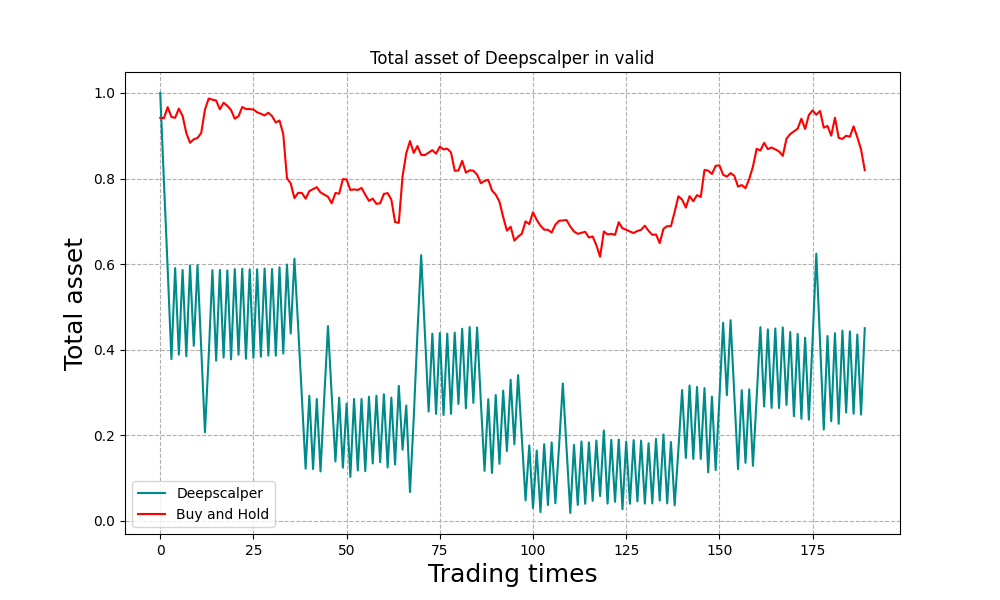 Total asset of Deepscalper in valid
Total asset
1.0
0.8
0.6
0.4
0.2
0.0
Deepscalper
Buy and Hold
0 25 50 75 100 125 150 175
Trading times